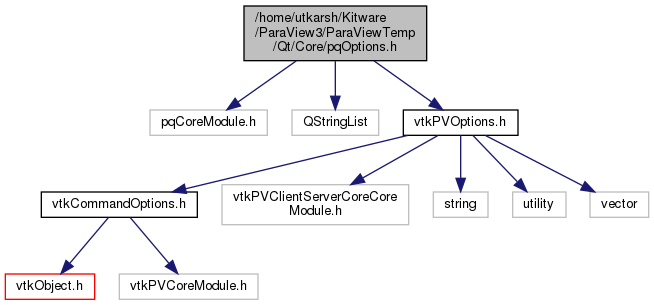 /home/utkarsh/Kitware
/ParaView3/ParaViewTemp
/Qt/Core/pqOptions.h
pqCoreModule.h
QStringList
vtkPVOptions.h
vtkCommandOptions.h
vtkPVClientServerCoreCore
Module.h
string
utility
vector
vtkObject.h
vtkPVCoreModule.h